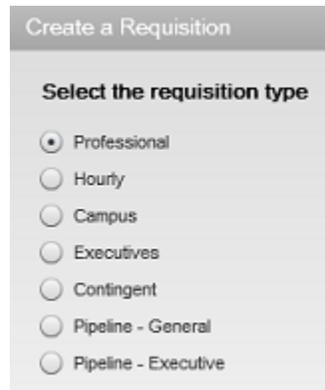 Create a Requisition
Select the requisition type
Professional
Hourly
Campus
Executives
Contingent
Pipeline - General
Pipeline - Executive